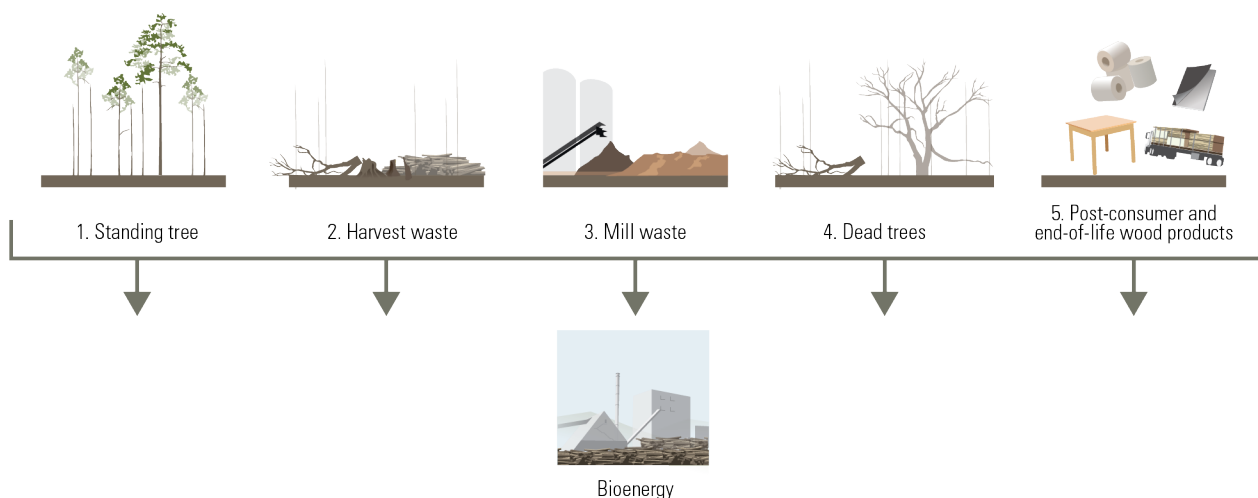 1. Standing tree
2. Harvest waste
3. Mill waste
4. Dead trees
5. Post-consumer and
end-of-life wood products
Bioenergy